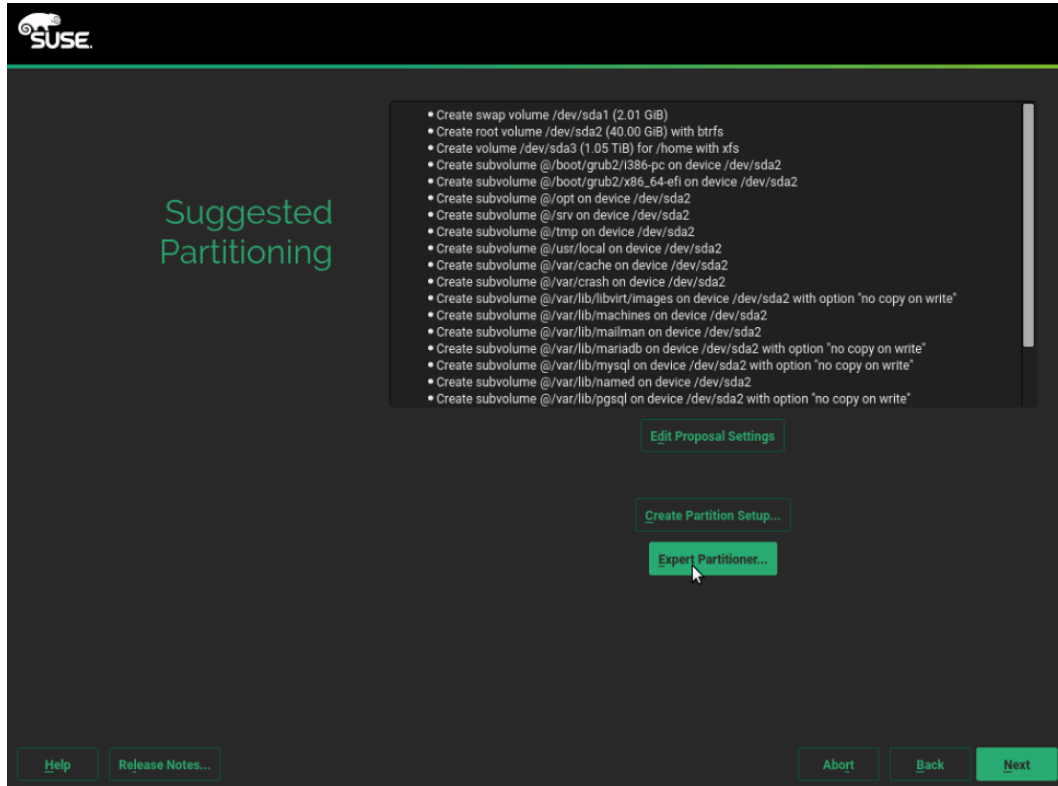 SUSE.
Suggested
Partitioning
• Create swap volume /dev/sda1 (2.01 GiB)
• Create root volume /dev/sda2 (40.00 GiB) with btrfs
• Create volume /dev/sda3 (1.05 TiB) for /home with xfs
• Create subvolume @/boot/grub2/i386-pc on device /dev/sda2
• Create subvolume @/boot/grub2/x86_64-efi on device /dev/sda2
• Create subvolume @/opt on device /dev/sda2
• Create subvolume @/srv on device /dev/sda2
• Create subvolume @/tmp on device /dev/sda2
• Create subvolume @/usr/local on device /dev/sda2
• Create subvolume @/var/cache on device /dev/sda2
• Create subvolume @/var/crash on device /dev/sda2
• Create subvolume @/var/lib/libvirt/images on device /dev/sda2 with option "no copy on write"
• Create subvolume @/var/lib/machines on device /dev/sda2
• Create subvolume @/var/lib/mailman on device /dev/sda2
• Create subvolume @/var/lib/mariadb on device /dev/sda2 with option "no copy on write"
• Create subvolume @/var/lib/mysql on device /dev/sda2 with option "no copy on write"
• Create subvolume @/var/lib/named on device /dev/sda2
• Create subvolume @/var/lib/pgsql on device /dev/sda2 with option "no copy on write"
Edit Proposal Settings
Create Partition Setup...
Expert Partitioner...
Help
Release Notes...
Abort
Back
Next